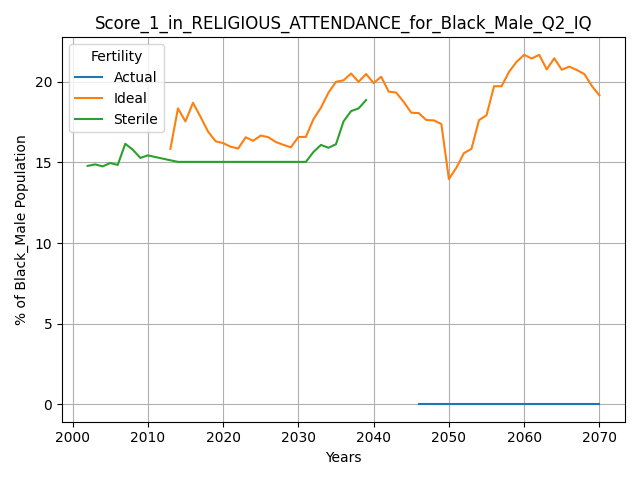 Score_1_in_RELIGIOUS_ATTENDANCE_for_Black_Male_Q2_IQ
Fertility
Actual
Ideal
Sterile
% of Black_Male Population
20
15
10
5
0
2000 2010 2020 2030 2040 2050 2060 2070
Years